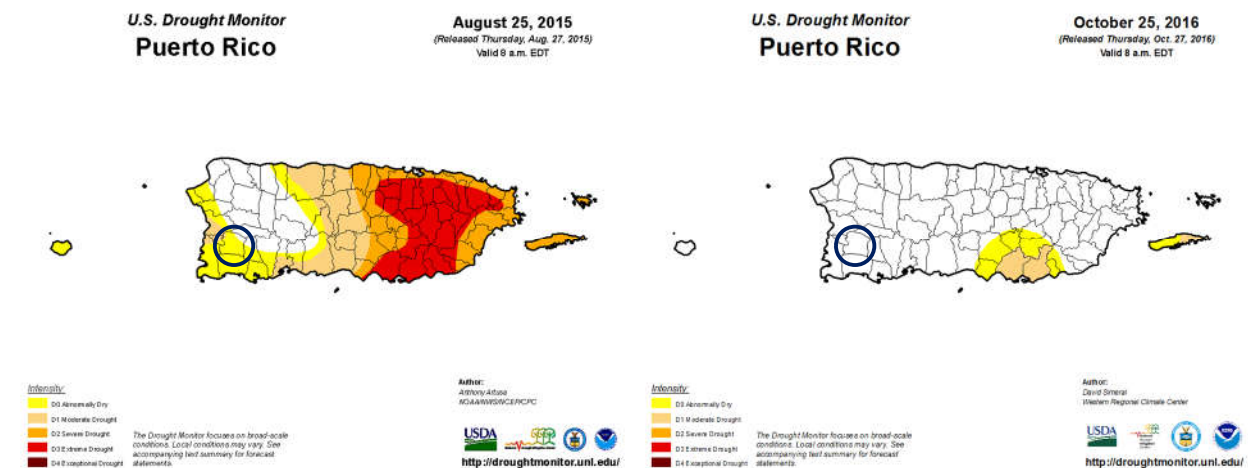 U.S. Drought Monitor
Puerto Rico
August 25, 2015
(Released Thursday, Aug. 27, 2015)
Valid 8 a.m. EDT
Intensity:
D0 Abnormally Dry
D1 Moderate Drought
D2 Severe Drought
D3 Extreme Drought
D4 Exceptional Drought
The Drought Monitor focuses on broad-scale
conditions. Local conditions may vary. See
accompanying text summary for forecast
statements.
Author:
Anthony Artusa
NOAA/NWS/NCEP/CPC
USDA
http://droughtmonitor.unl.edu/
U.S. Drought Monitor
Puerto Rico
October 25, 2016
(Released Thursday, Oct. 27, 2016)
Valid 8 a.m. EDT
Intensity:
D0 Abnormally Dry
D1 Moderate Drought
D2 Severe Drought
D3 Extreme Drought
D4 Exceptional Drought
The Drought Monitor focuses on broad-scale
conditions. Local conditions may vary. See
accompanying text summary for forecast
statements.
Author:
David Simeral
Western Regional Climate Center
USDA
http://droughtmonitor.unl.edu/